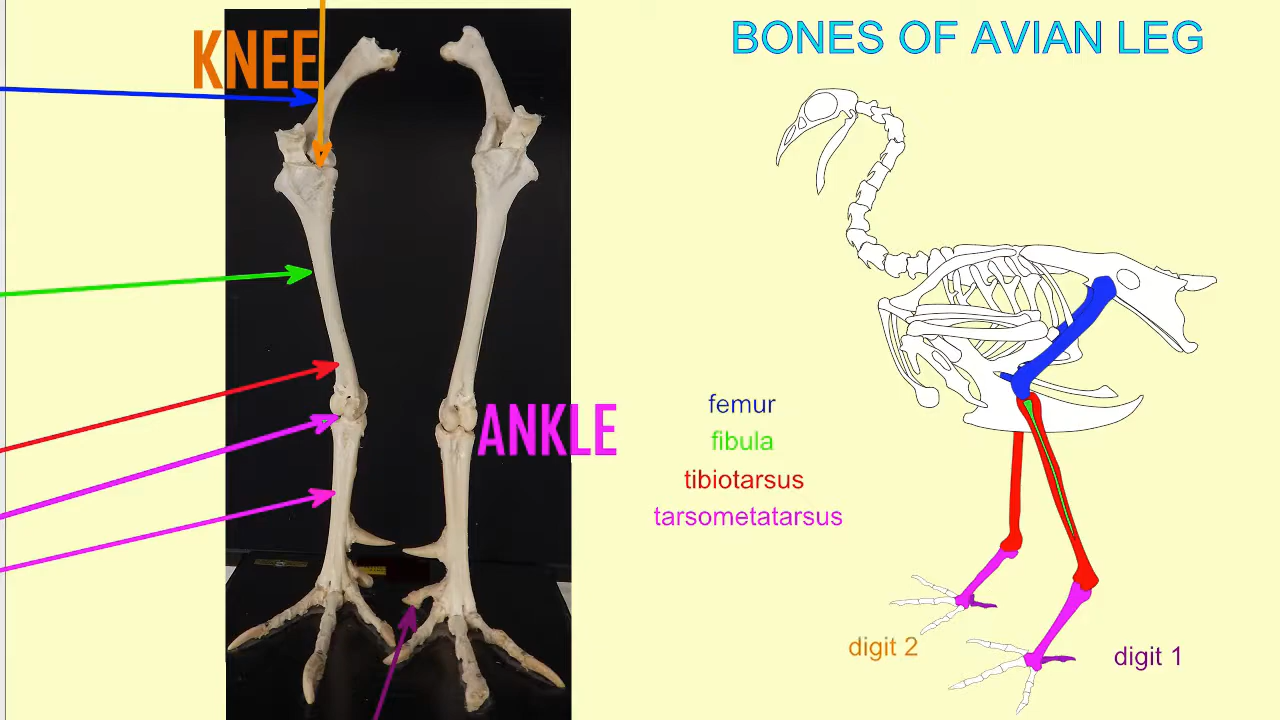 KNEE
ANKLE
BONES OF AVIAN LEG
femur
fibula
tibiotarsus
tarsometatarsus
digit 2
digit 1